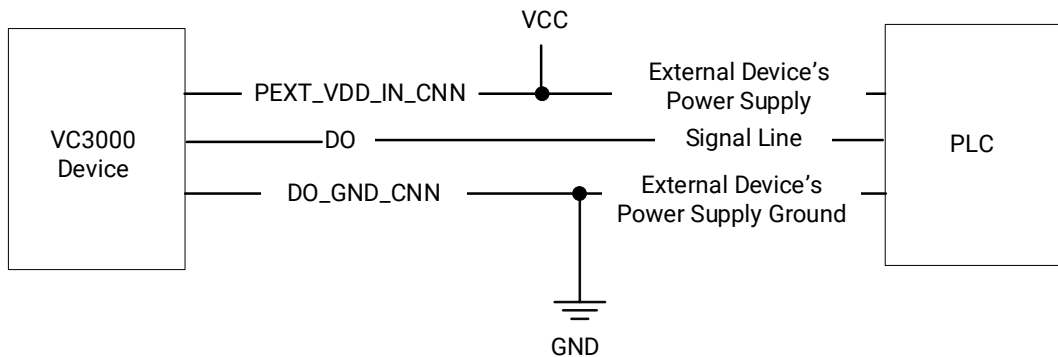 VCC
PEXT_VDD_IN_CNN
External Device's
Power Supply
VC3000
Device
DO
Signal Line
PLC
DO_GND_CNN
External Device's
Power Supply Ground
GND